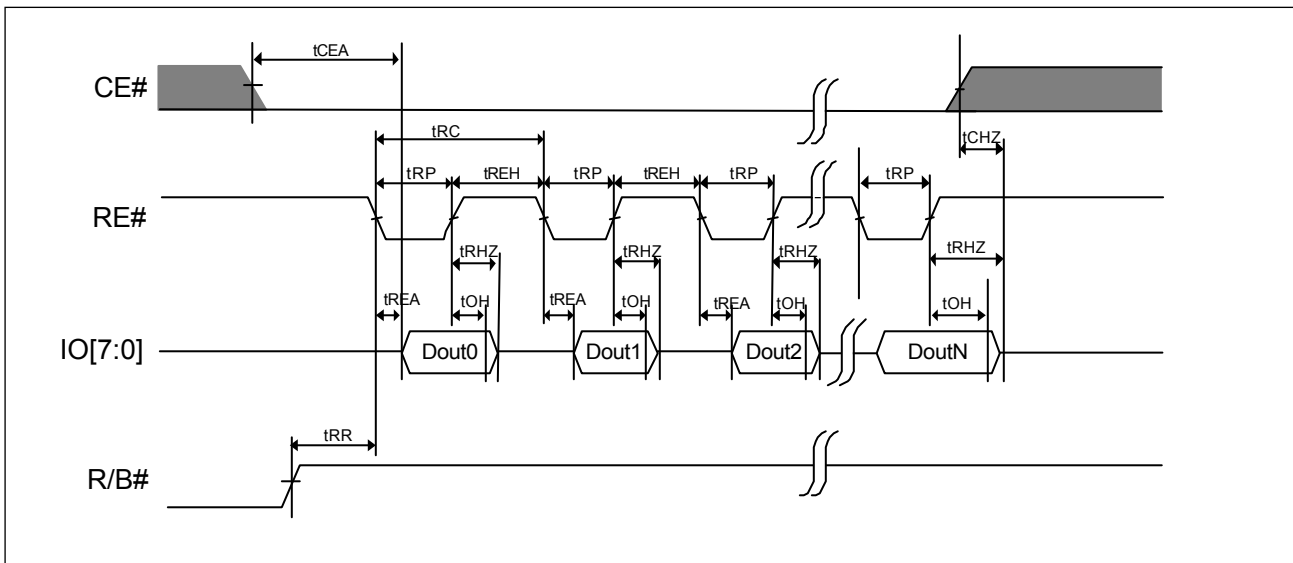 tCEA
CE#
tCHZ
tRC
tRP tREH tRP tREH tRP tRP
RE#
tRHZ tRHZ tRHZ tRHZ
tREA tOH tREA tOH tREA tOH tOH
IO[7:0] Dout0 Dout1 Dout2 DoutN
tRR
R/B#